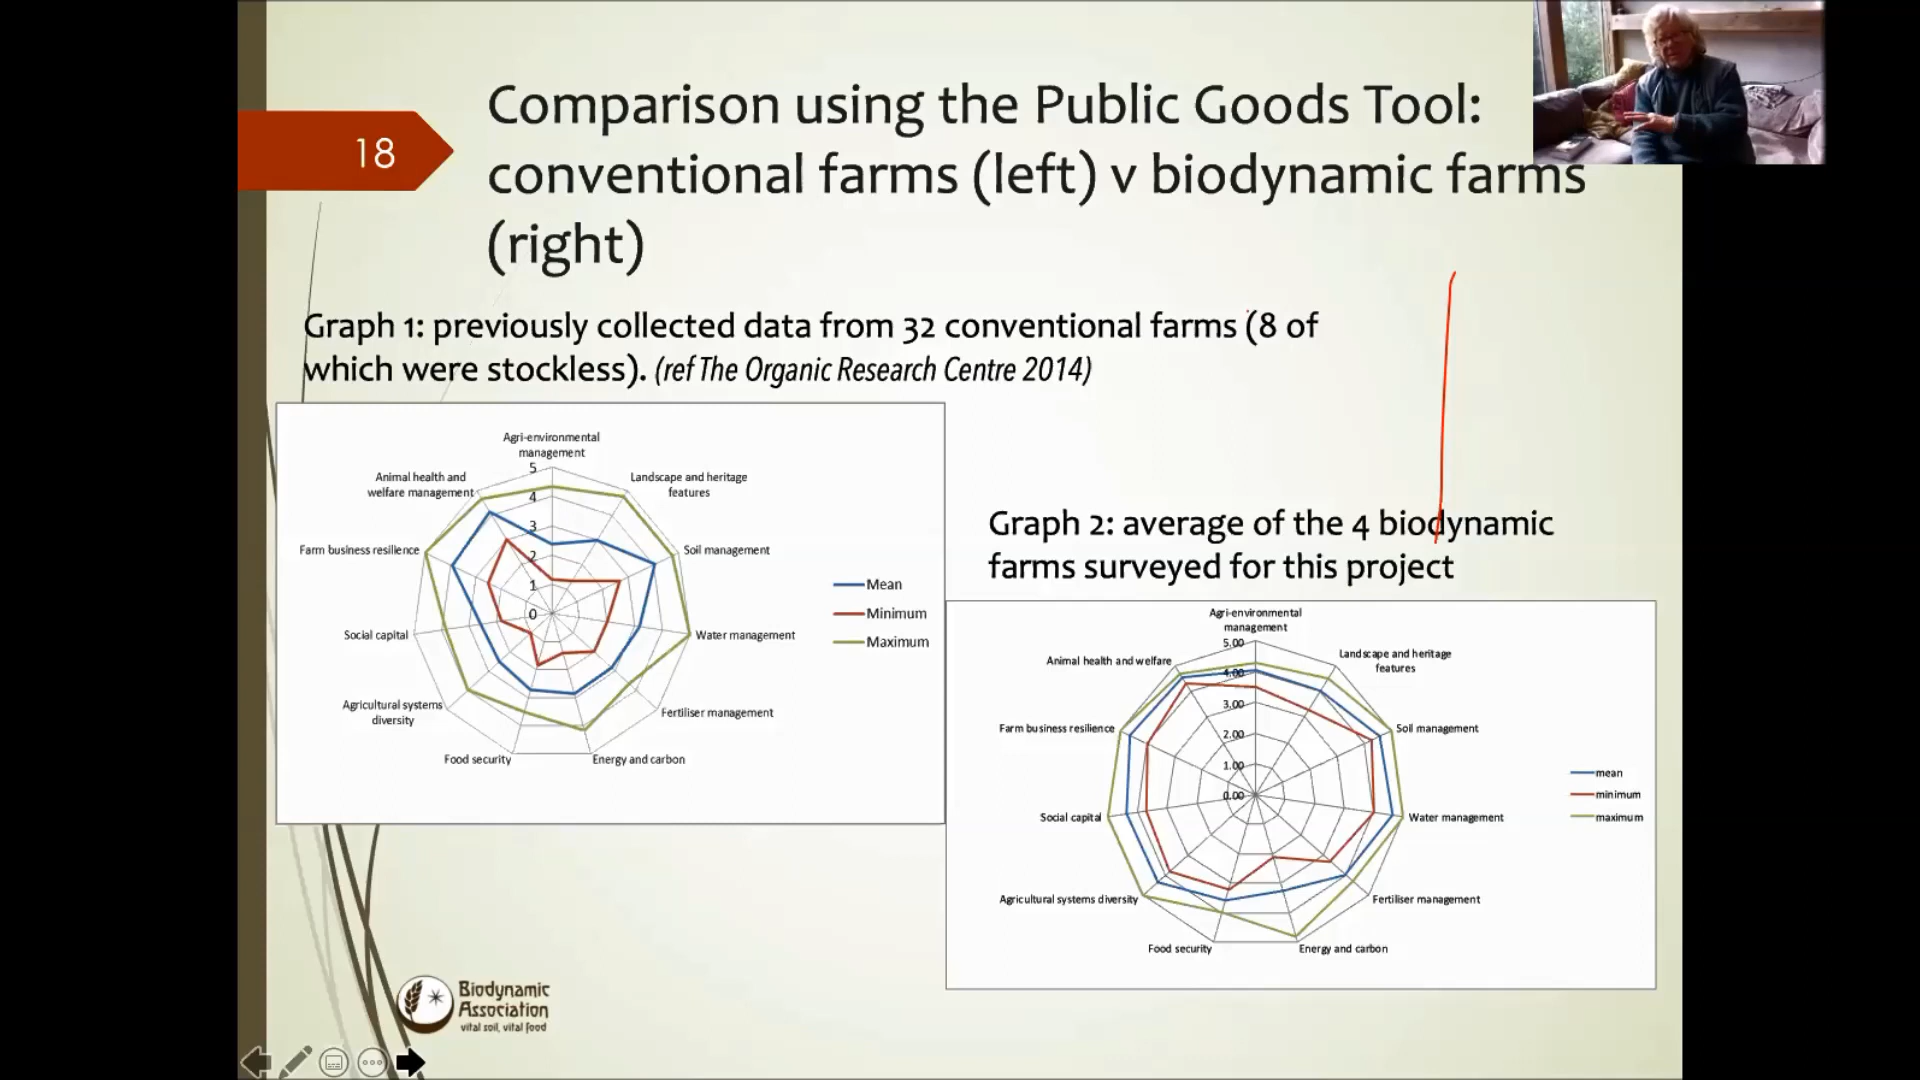 18
Comparison using the Public Goods Tool:
conventional farms (left) v biodynamic farms
(right)
Graph 1: previously collected data from 32 conventional farms (8 of
which were stockless). (ref The Organic Research Centre 2014)
Agri-environmental
management
Landscape and heritage
features
Soil management
Water management
Fertiliser management
Energy and carbon
Food security
Agricultural systems
diversity
Social capital
Farm business resilience
Animal health and
welfare management
5
4
3
2
1
0
Mean
Minimum
Maximum
Graph 2: average of the 4 biodynamic
farms surveyed for this project
Agri-environmental
management
Landscape and heritage
features
Soil management
Water management
Fertiliser management
Energy and carbon
Food security
Agricultural systems diversity
Social capital
Farm business resilience
Animal health and welfare
5.00
4.00
3.00
2.00
1.00
0.00
mean
minimum
maximum
Biodynamic
Association
vital soil, vital food